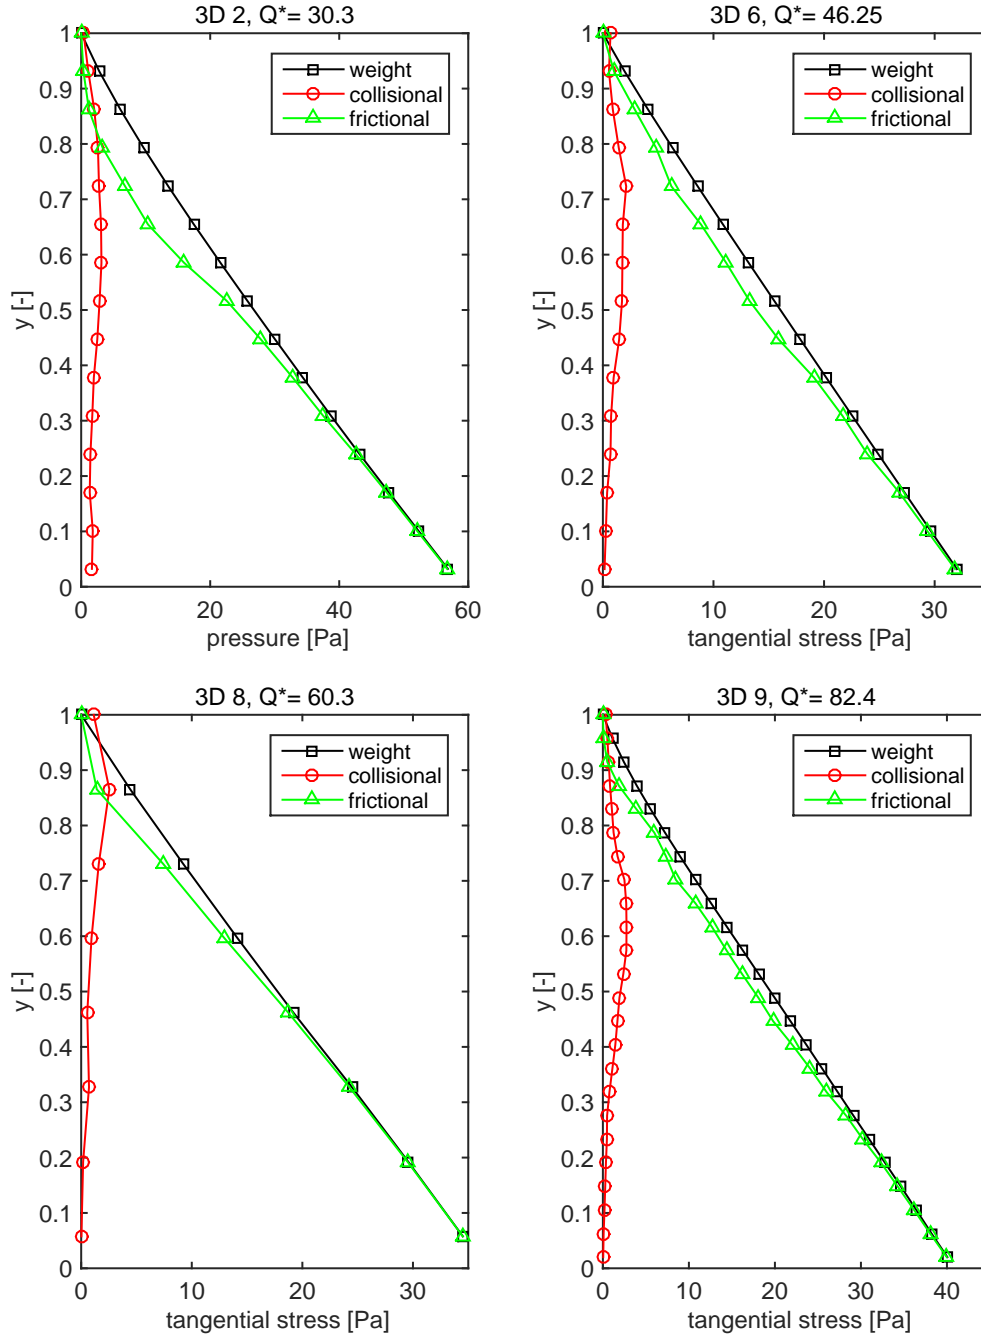 3D 2, Q*= 30.3
1
0.9
0.8
0.7
0.6
0.5
0.4
0.3
0.2
0.1
0
y [-]
weight
collisional
frictional
0 20 40 60
pressure [Pa]
3D 6, Q*= 46.25
1
0.9
0.8
0.7
0.6
0.5
0.4
0.3
0.2
0.1
0
y [-]
weight
collisional
frictional
0 10 20 30
tangential stress [Pa]
3D 8, Q*= 60.3
1
0.9
0.8
0.7
0.6
0.5
0.4
0.3
0.2
0.1
0
y [-]
weight
collisional
frictional
0 10 20 30
tangential stress [Pa]
3D 9, Q*= 82.4
1
0.9
0.8
0.7
0.6
0.5
0.4
0.3
0.2
0.1
0
y [-]
weight
collisional
frictional
0 10 20 30 40
tangential stress [Pa]